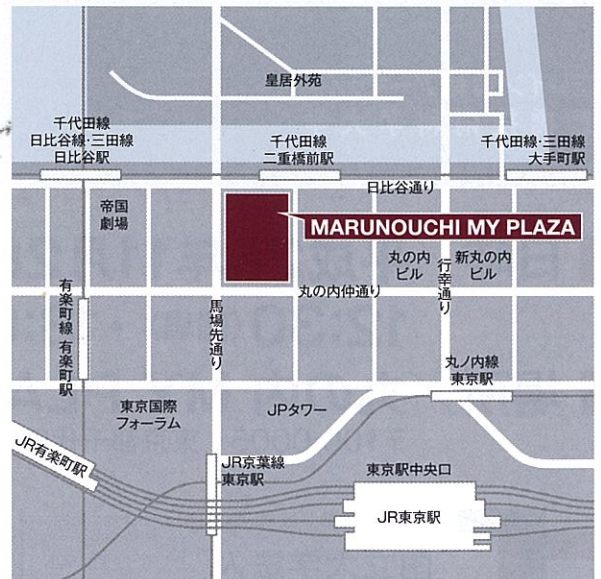 皇居外苑
千代田線
日比谷線・三田線
日比谷駅
千代田線
二重橋前駅
千代田線・三田線
大手町駅
日比谷通り
帝国
劇場
MARUNOUCHI MY PLAZA
丸の内
ビル
行幸通り
新丸の内
ビル
丸の内仲通り
有楽町線 有楽町駅
馬場先通り
丸ノ内線
東京駅
東京国際
フォーラム
JPタワー
JR有楽町駅
JR京葉線
東京駅
東京駅中央口
JR東京駅